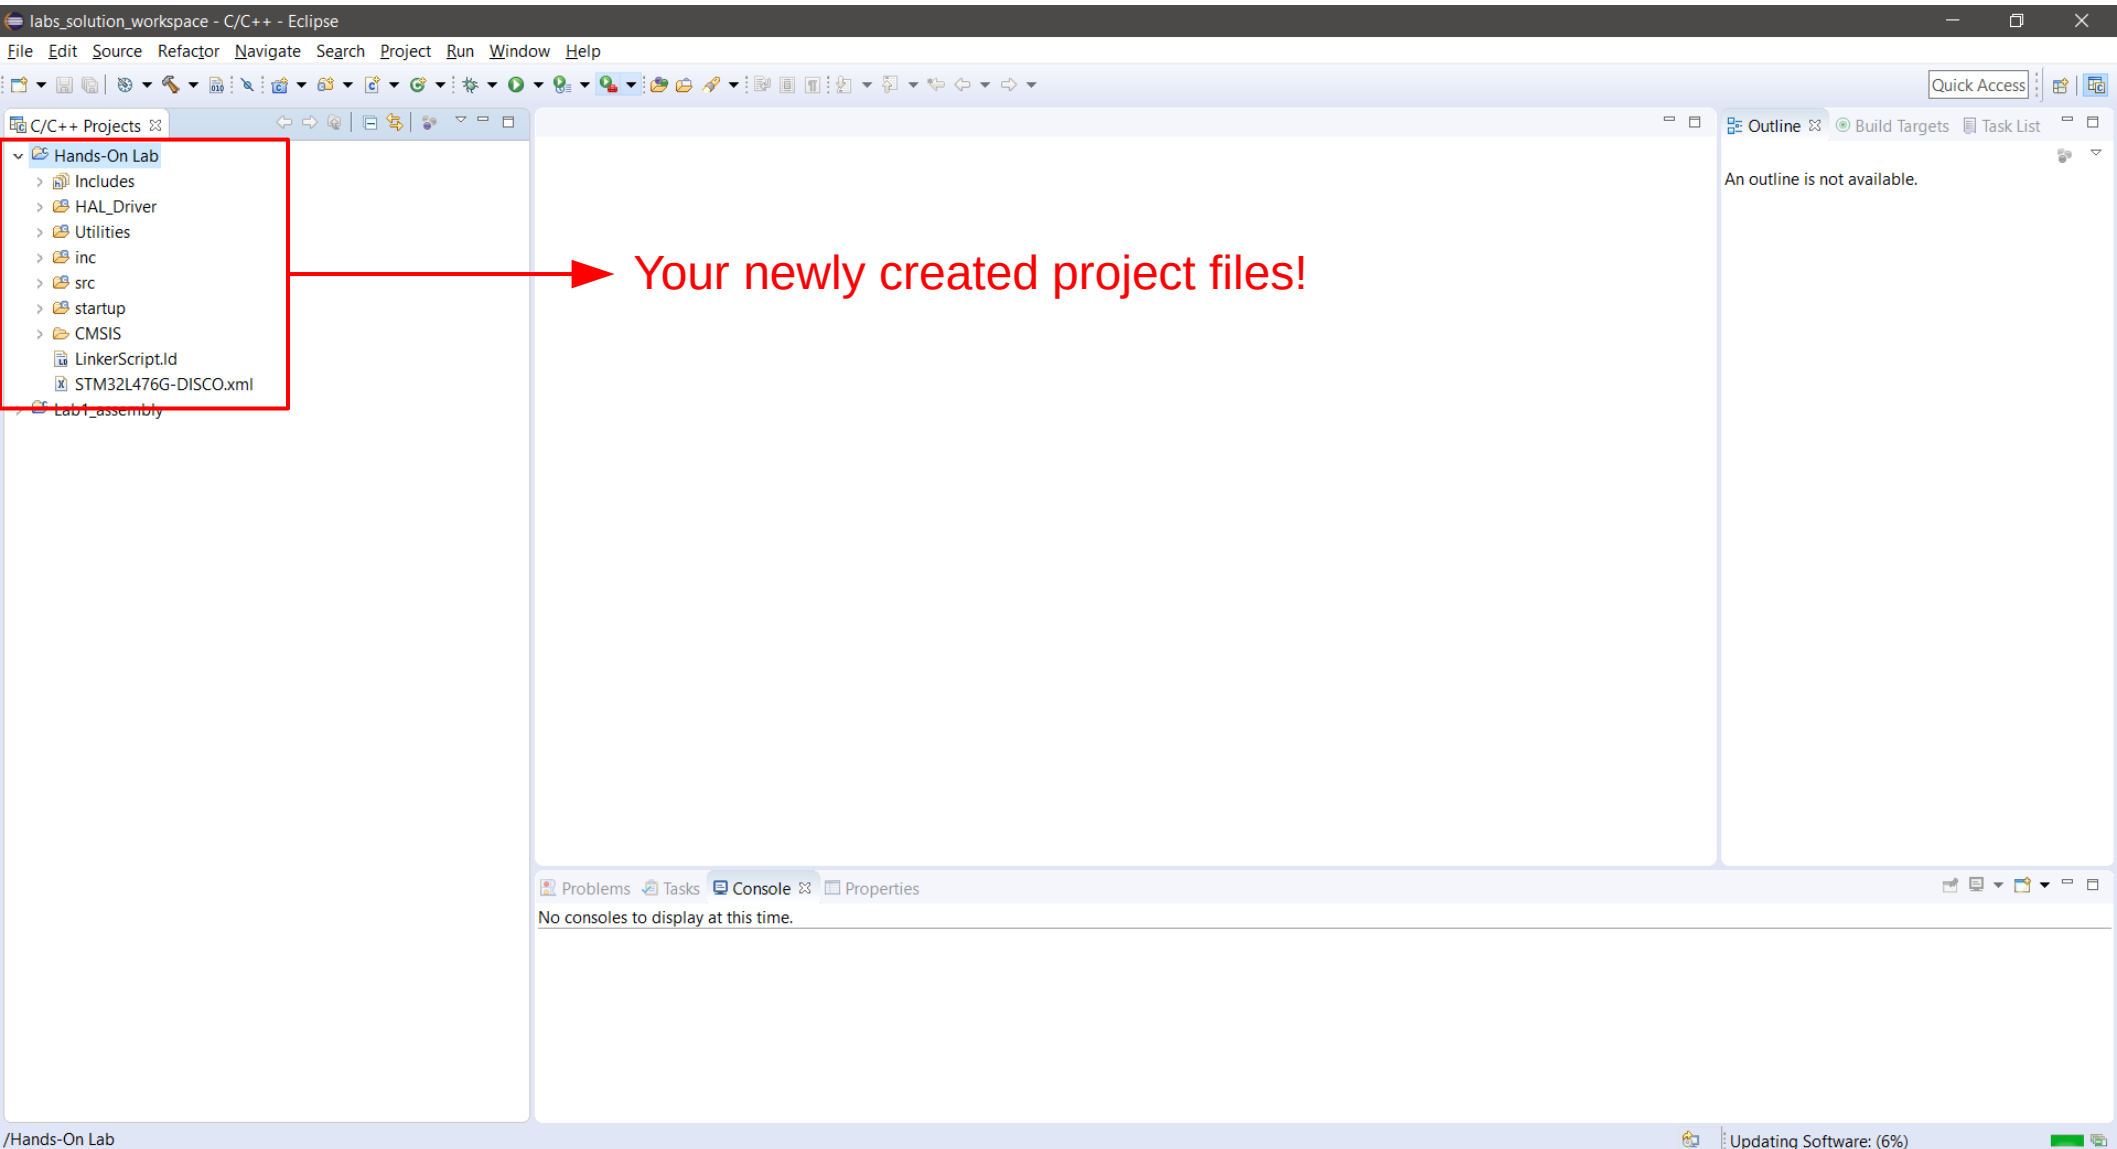 labs_solution_workspace - C/C++ - Eclipse
File Edit Source Refactor Navigate Search Project Run Window Help
Quick Access
C/C++ Projects
Outline Build Targets Task List
Hands-On Lab
Includes
An outline is not available.
HAL_Driver
Utilities
inc
Your newly created project files!
src
startup
CMSIS
LinkerScript.ld
STM32L476G-DISCO.xml
Lab1_assembly
Problems Tasks Console Properties
No consoles to display at this time.
/Hands-On Lab
Updating Software: (6%)